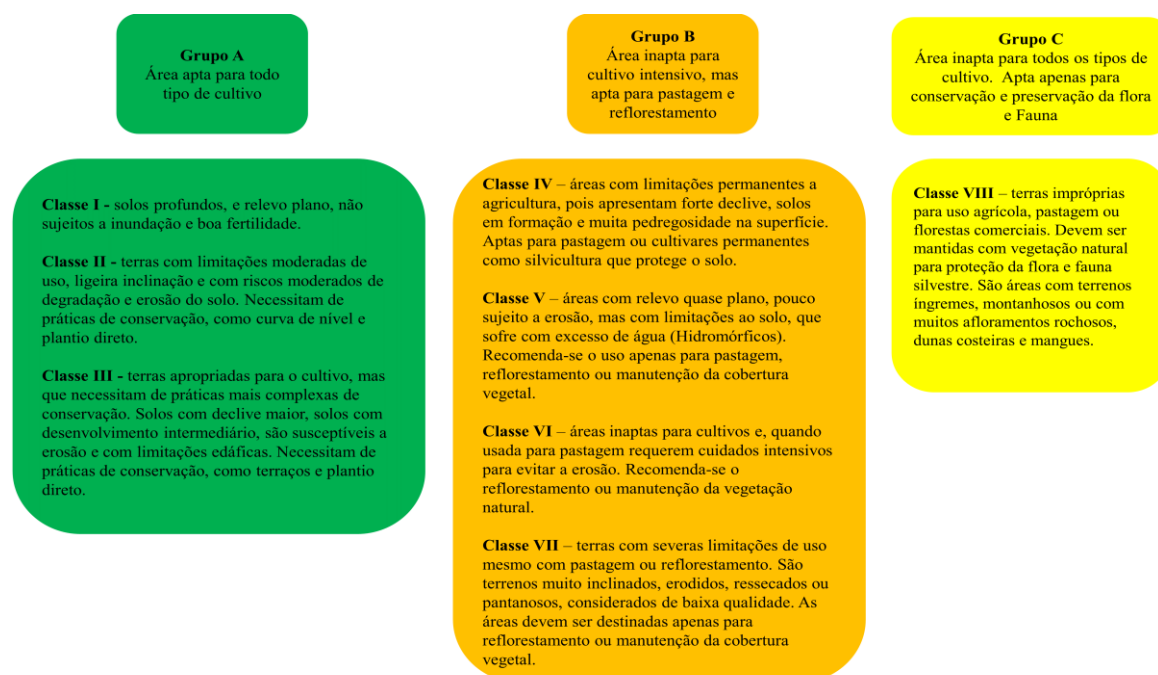 Grupo A
Área apta para todo
tipo de cultivo
Grupo B
Área inapta para
cultivo intensivo, mas
apta para pastagem e
reflorestamento
Grupo C
Área inapta para todos os tipos de
cultivo. Apta apenas para
conservação e preservação da flora
e Fauna
Classe I - solos profundos, e relevo plano, não
sujeitos a inundação e boa fertilidade.
Classe II - terras com limitações moderadas de
uso, ligeira inclinação e com riscos moderados de
degradação e erosão do solo. Necessitam de
práticas de conservação, como curva de nível e
plantio direto.
Classe III - terras apropriadas para o cultivo, mas
que necessitam de práticas mais complexas de
conservação. Solos com declive maior, solos com
desenvolvimento intermediário, são susceptíveis a
erosão e com limitações edáficas. Necessitam de
práticas de conservação, como terraços e plantio
direto.
Classe IV – áreas com limitações permanentes a
agricultura, pois apresentam forte declive, solos
em formação e muita pedregosidade na superfície.
Aptas para pastagem ou cultivares permanentes
como silvicultura que protege o solo.
Classe V – áreas com relevo quase plano, pouco
sujeito a erosão, mas com limitações ao solo, que
sofre com excesso de água (Hidromórficos).
Recomenda-se o uso apenas para pastagem,
reflorestamento ou manutenção da cobertura
vegetal.
Classe VI – áreas inaptas para cultivos e, quando
usada para pastagem requerem cuidados intensivos
para evitar a erosão. Recomenda-se o
reflorestamento ou manutenção da vegetação
natural.
Classe VII – terras com severas limitações de uso
mesmo com pastagem ou reflorestamento. São
terrenos muito inclinados, erodidos, ressecados ou
pantanosos, considerados de baixa qualidade. As
áreas devem ser destinadas apenas para
reflorestamento ou manutenção da cobertura
vegetal.
Classe VIII – terras impróprias
para uso agrícola, pastagem ou
florestas comerciais. Devem ser
mantidas com vegetação natural
para proteção da flora e fauna
silvestre. São áreas com terrenos
íngremes, montanhosos ou com
muitos afloramentos rochosos,
dunas costeiras e mangues.